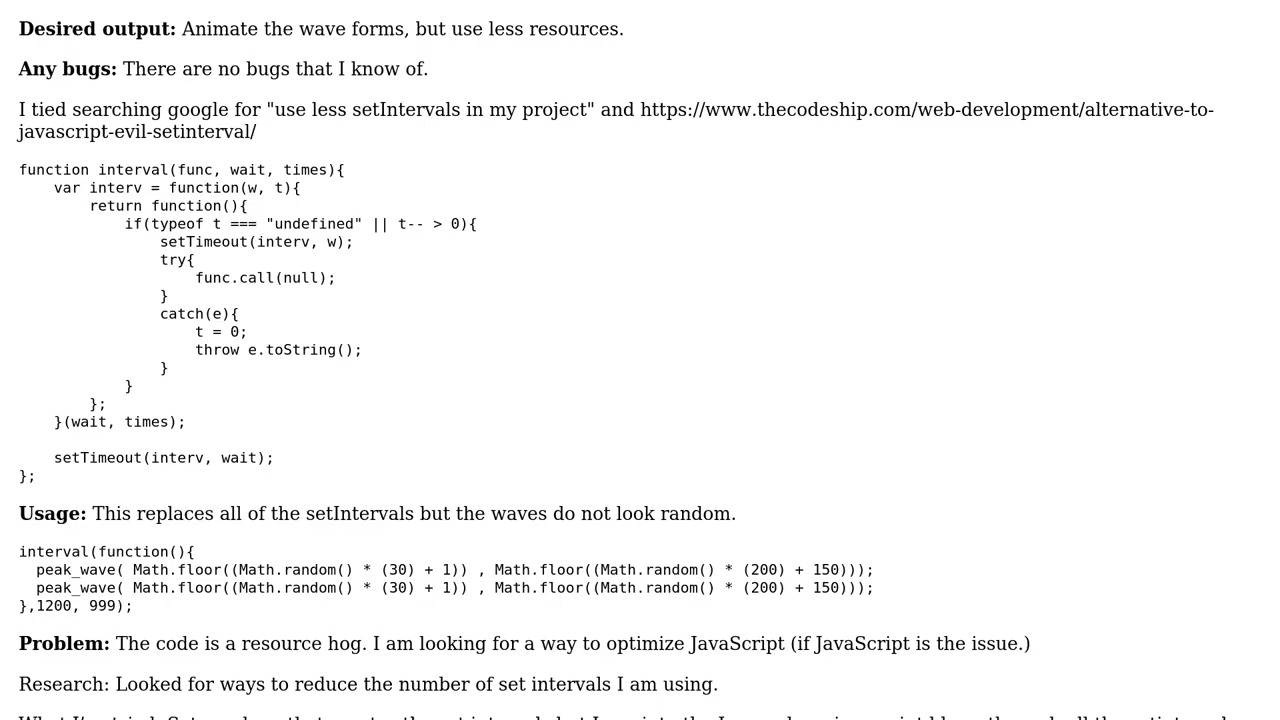 Desired output: Animate the wave forms, but use less resources.
Any bugs: There are no bugs that I know of.
I tied searching google for "use less setIntervals in my project" and https://www.thecodeship.com/web-development/alternative-to-
javascript-evil-setinterval/
function interval(func, wait, times){
    var interv = function(w, t){
        return function(){
            if(typeof t === "undefined" || t-- > 0){
                setTimeout(interv, w);
                try{
                    func.call(null);
                }
                catch(e){
                    t = 0;
                    throw e.toString();
                }
            }
        };
    }(wait, times);
    setTimeout(interv, wait);
};
Usage: This replaces all of the setIntervals but the waves do not look random.
interval(function(){
  peak_wave( Math.floor((Math.random() * (30) + 1)) , Math.floor((Math.random() * (200) + 150)));
  peak_wave( Math.floor((Math.random() * (30) + 1)) , Math.floor((Math.random() * (200) + 150)));
},1200, 999);
Problem: The code is a resource hog. I am looking for a way to optimize JavaScript (if JavaScript is the issue.)
Research: Looked for ways to reduce the number of set intervals I am using.